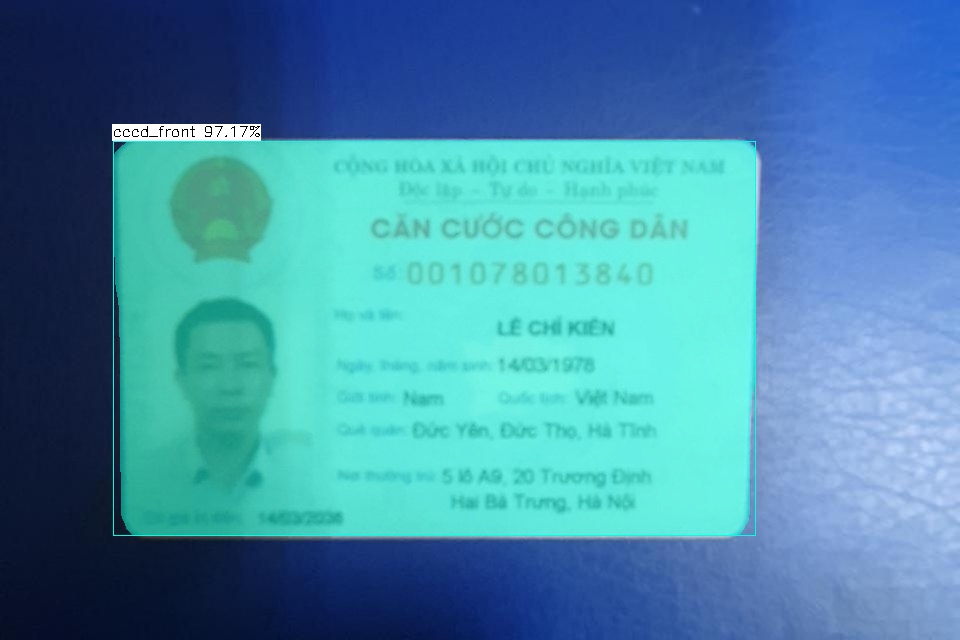 cccd_front 97.17%
CỘNG HÒA XÃ HỘI CHỦ NGHĨA VIỆT NAM
Độc lập - Tự do - Hạnh phúc
CĂN CƯỚC CÔNG DÂN
Số: 001078013840
Họ và tên:
LÊ CHÍ KIÊN
Ngày, tháng, năm sinh: 14/03/1978
Giới tính: Nam Quốc tịch: Việt Nam
Quê quán: Đức Yên, Đức Thọ, Hà Tĩnh
Nơi thường trú: 5 lô A9, 20 Trương Định
Hai Bà Trưng, Hà Nội
Có giá trị đến: 14/03/2038